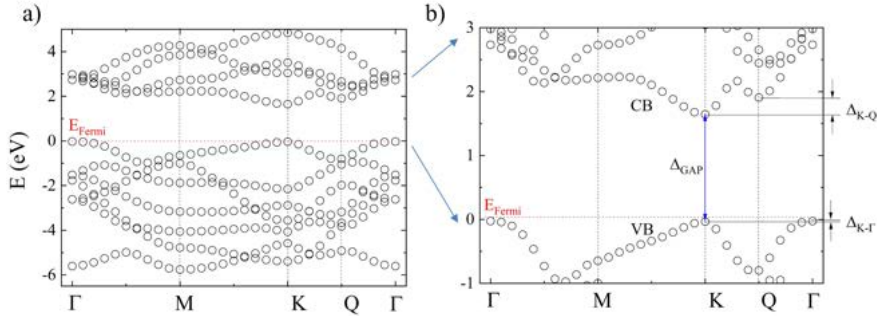 a)
E (eV)
4
2
0
-2
-4
-6
E_Fermi
Γ
M
K
Q
Γ
b)
3
2
1
0
-1
CB
VB
E_Fermi
Δ_GAP
Δ_K-Q
Δ_K-Γ
Γ
M
K
Q
Γ